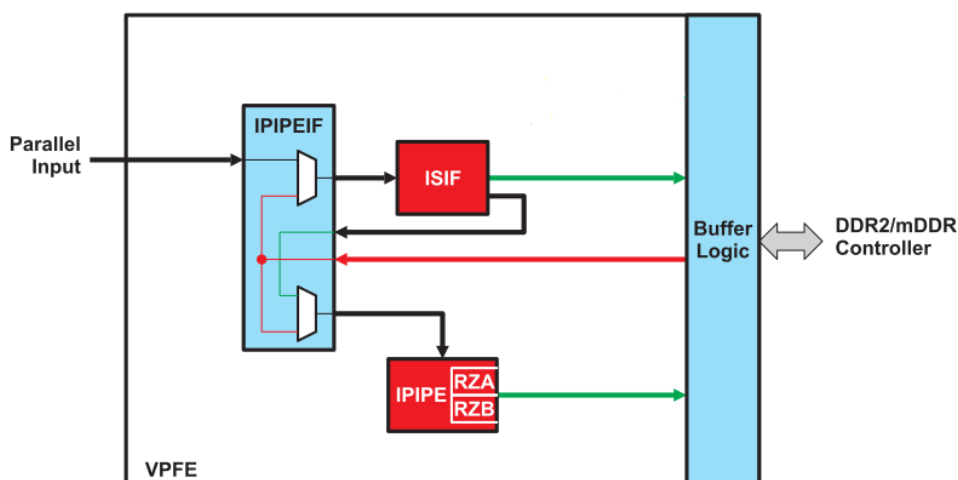 IPIPEIF
Parallel
Input
ISIF
Buffer
Logic
DDR2/mDDR
Controller
IPIPE
RZA
RZB
VPFE